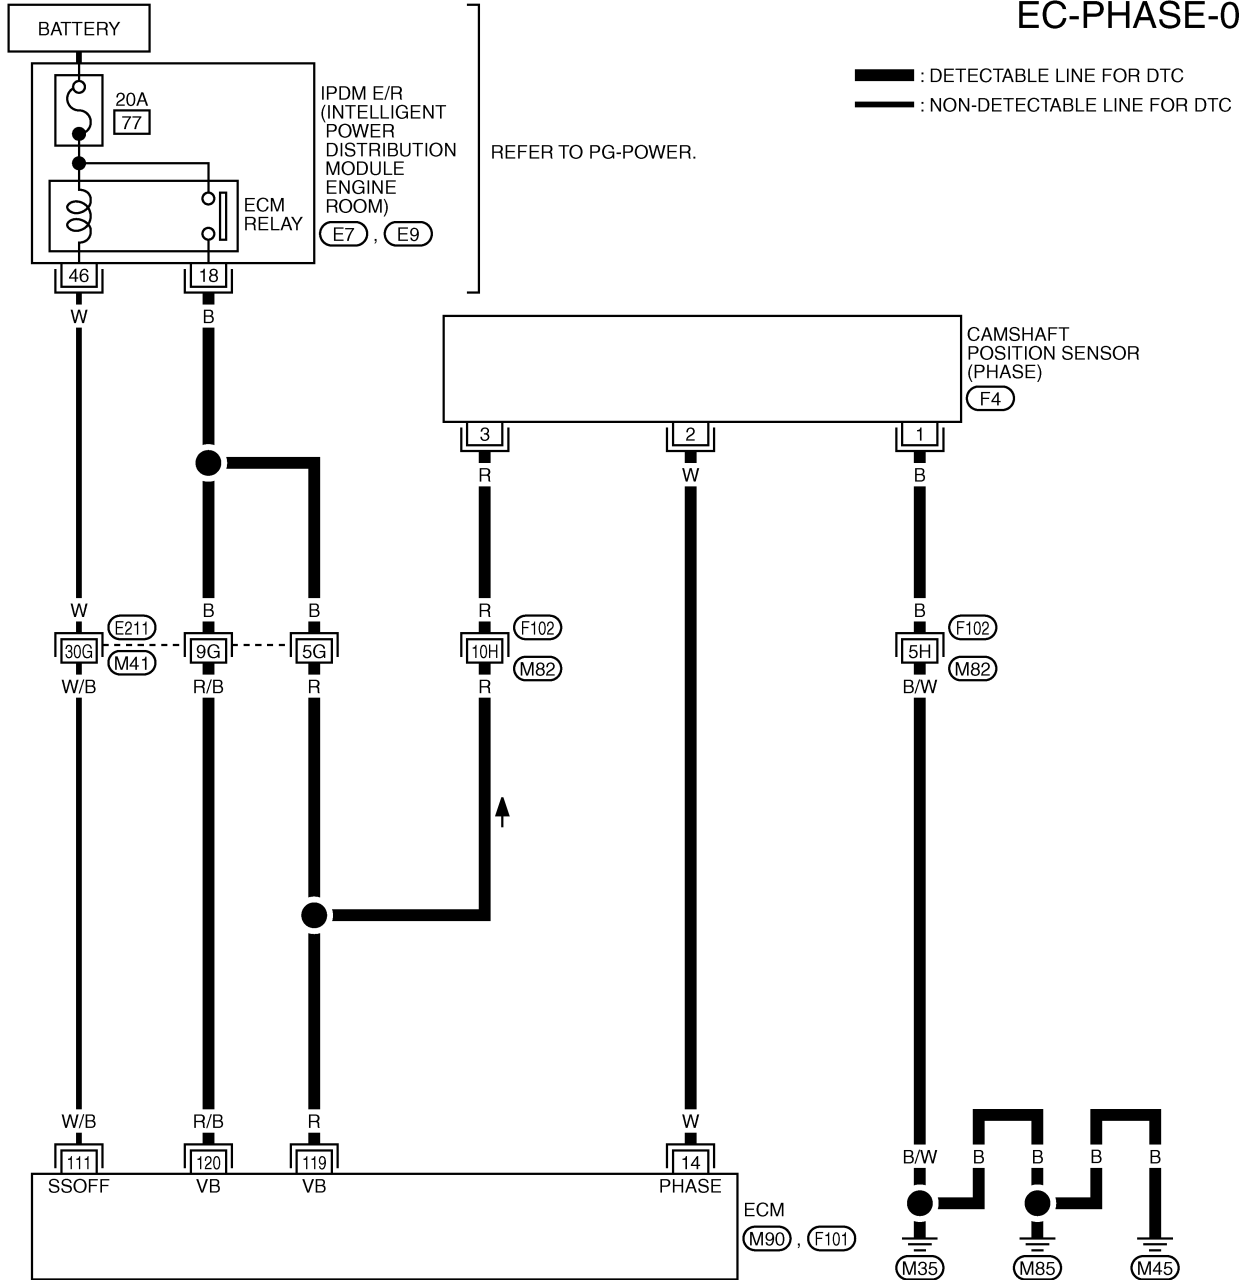 EC-PHASE-0
BATTERY
: DETECTABLE LINE FOR DTC
: NON-DETECTABLE LINE FOR DTC
20A
77
IPDM E/R
(INTELLIGENT
POWER
DISTRIBUTION
MODULE
ENGINE
ROOM)
E7 , E9
REFER TO PG-POWER.
ECM
RELAY
46
18
W
B
CAMSHAFT
POSITION SENSOR
(PHASE)
F4
3
2
1
R
W
B
W
B
B
R
B
E211
M41
F102
M82
F102
M82
30G
9G
5G
10H
5H
W/B
R/B
R
R
B/W
W/B
R/B
R
W
B/W
B
B
B
B
111
120
119
14
SSOFF
VB
VB
PHASE
ECM
M90 , F101
M35
M85
M45